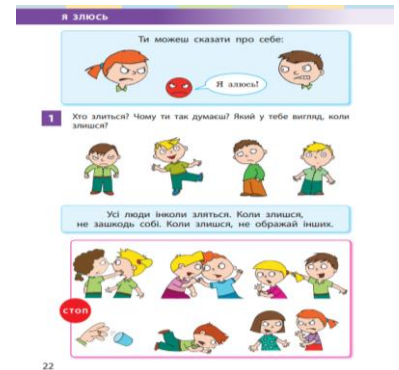 Я ЗЛЮСЬ
Ти можеш сказати про себе:
Я злюсь!
1
Хто злиться? Чому ти так думаєш? Який у тебе вигляд, коли
злишся?
Усі люди інколи зляться. Коли злишся,
не зашкодь собі. Коли злишся, не ображай інших.
СТОП
22